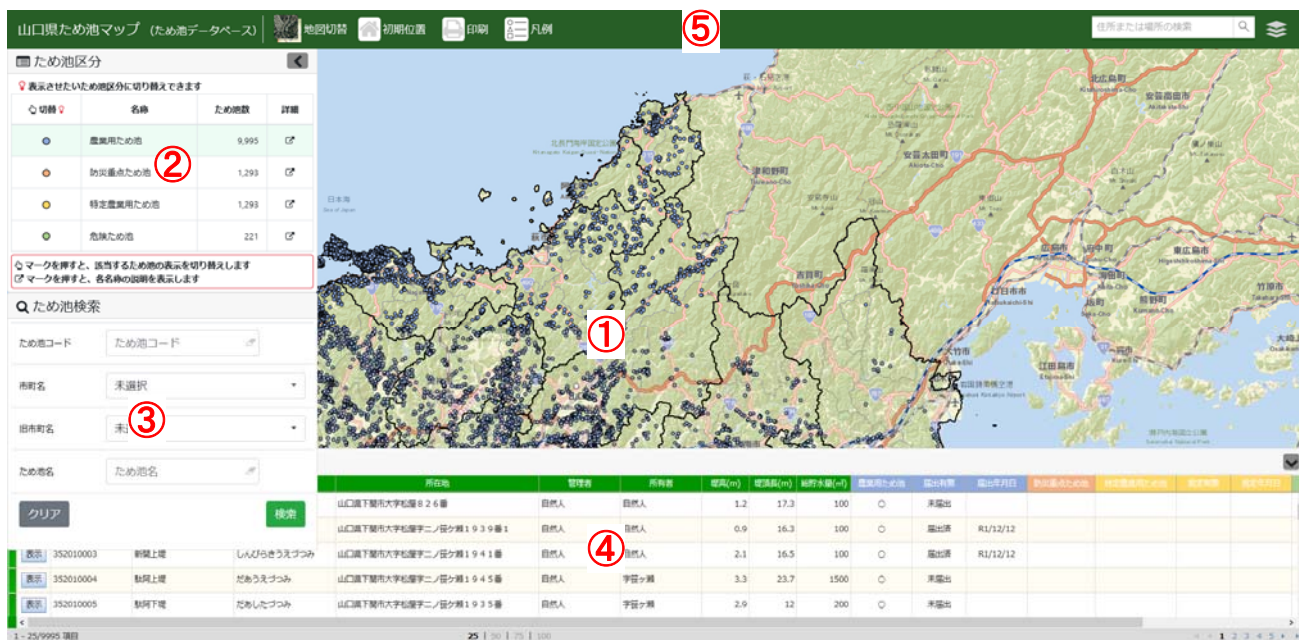 山口県ため池マップ (ため池データベース) 地図切替 初期位置 印刷 凡例 ⑤ 住所または場所の検索
ため池区分
表示させたいため池区分に切り替えできます
切替 名称 ため池数 詳細
農業用ため池 9,995
防災重点ため池 1,293
②
特定農業用ため池 1,293
危険ため池 221
マークを押すと、該当するため池の表示を切り替えします
マークを押すと、各名称の説明を表示します
ため池検索
ため池コード ため池コード
市町名 未選択
旧市町名 未
③
ため池名 ため池名
クリア 検索
①
日本海
津和野町
吉賀町
安芸太田町
北広島町
安芸高田市
広島市
府中町
東広島市
海田町
熊野町
竹原市
廿日市市
大竹市
江田島市
所在地 管理者 所有者 堤高(m) 堤頂長(m) 総貯水量(㎥) 農業用ため池 届出有無 届出年月日 防災重点ため池 特定農業用ため池 指定有無 指定年月日
山口県下関市大字松屋826番 自然人 自然人 1.2 17.3 100 ○ 未届出
山口県下関市大字松屋字二ノ笹ケ瀬1939番1 自然人 自然人 0.9 16.3 100 ○ 届出済 R1/12/12
④
表示 352010003 新開上堤 しんびらきうえづつみ 山口県下関市大字松屋字二ノ笹ケ瀬1941番 自然人 自然人 2.1 16.5 100 ○ 届出済 R1/12/12
表示 352010004 駄阿上堤 だあうえづつみ 山口県下関市大字松屋字二ノ笹ケ瀬1945番 自然人 字笹ヶ瀬 3.3 23.7 1500 ○ 未届出
表示 352010005 駄阿下堤 だあしたづつみ 山口県下関市大字松屋字二ノ笹ケ瀬1935番 自然人 字笹ヶ瀬 2.9 12 200 ○ 未届出
1 - 25/9995 項目 25 | 50 | 75 | 100 1 2 3 4 5